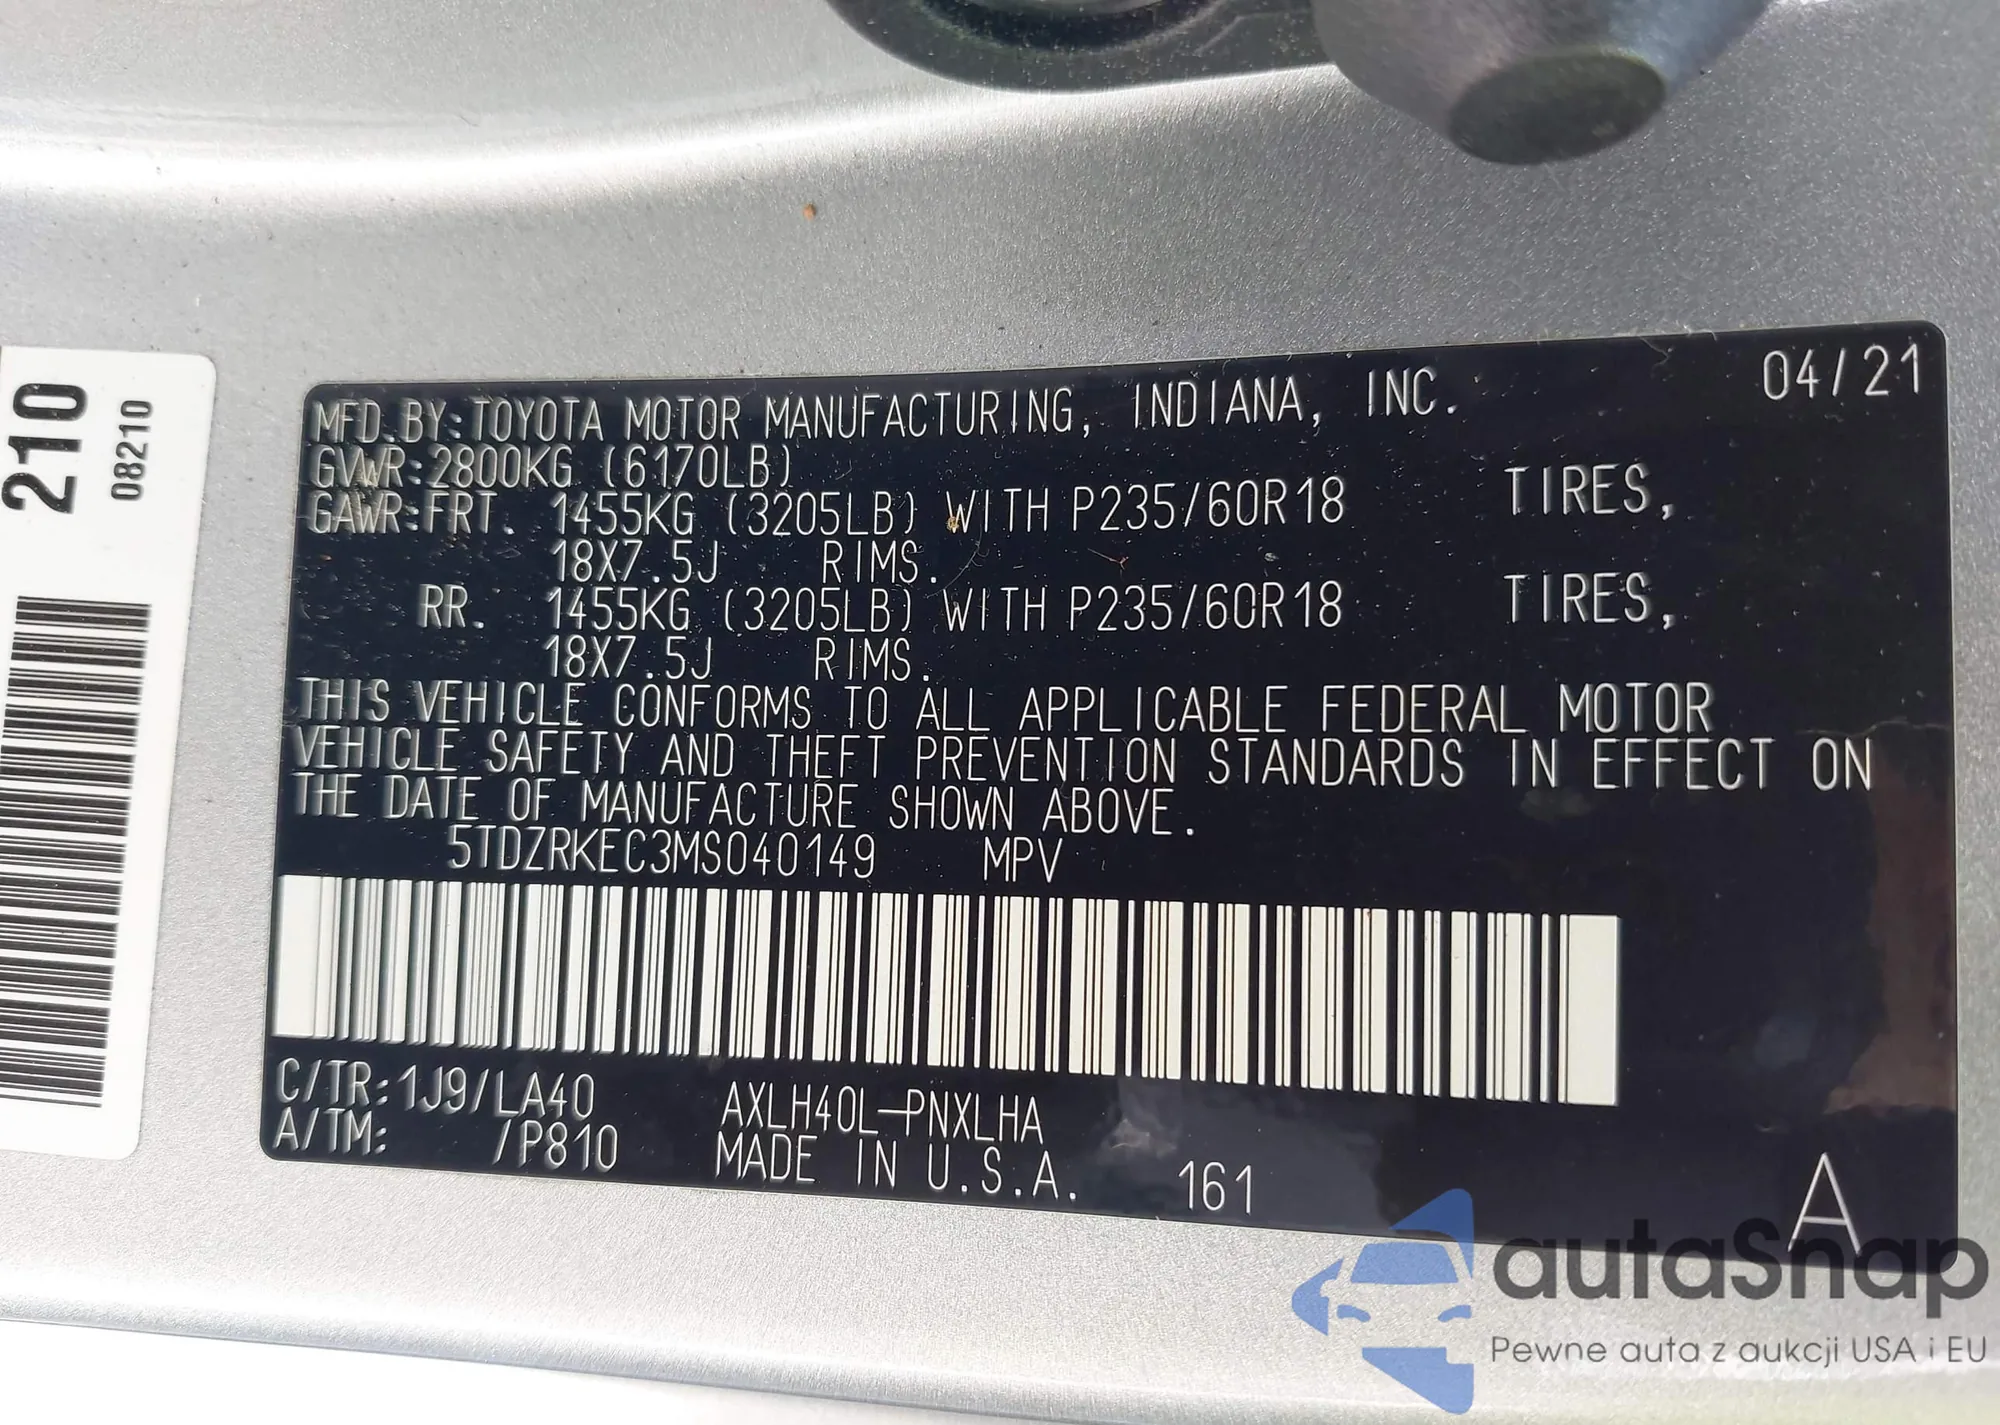 210
08210
04/21
MFD.BY:TOYOTA MOTOR MANUFACTURING, INDIANA, INC.
GVWR:2800KG (6170LB)
GAWR:FRT. 1455KG (3205LB) WITH P235/60R18 TIRES,
18X7.5J RIMS.
RR. 1455KG (3205LB) WITH P235/60R18 TIRES,
18X7.5J RIMS.
THIS VEHICLE CONFORMS TO ALL APPLICABLE FEDERAL MOTOR
VEHICLE SAFETY AND THEFT PREVENTION STANDARDS IN EFFECT ON
THE DATE OF MANUFACTURE SHOWN ABOVE.
5TDZRKEC3MS040149 MPV
C/TR:1J9/LA40 AXLH40L-PNXLHA
A/TM: /P810 MADE IN U.S.A. 161 A
autaSnap
Pewne auta z aukcji USA i EU